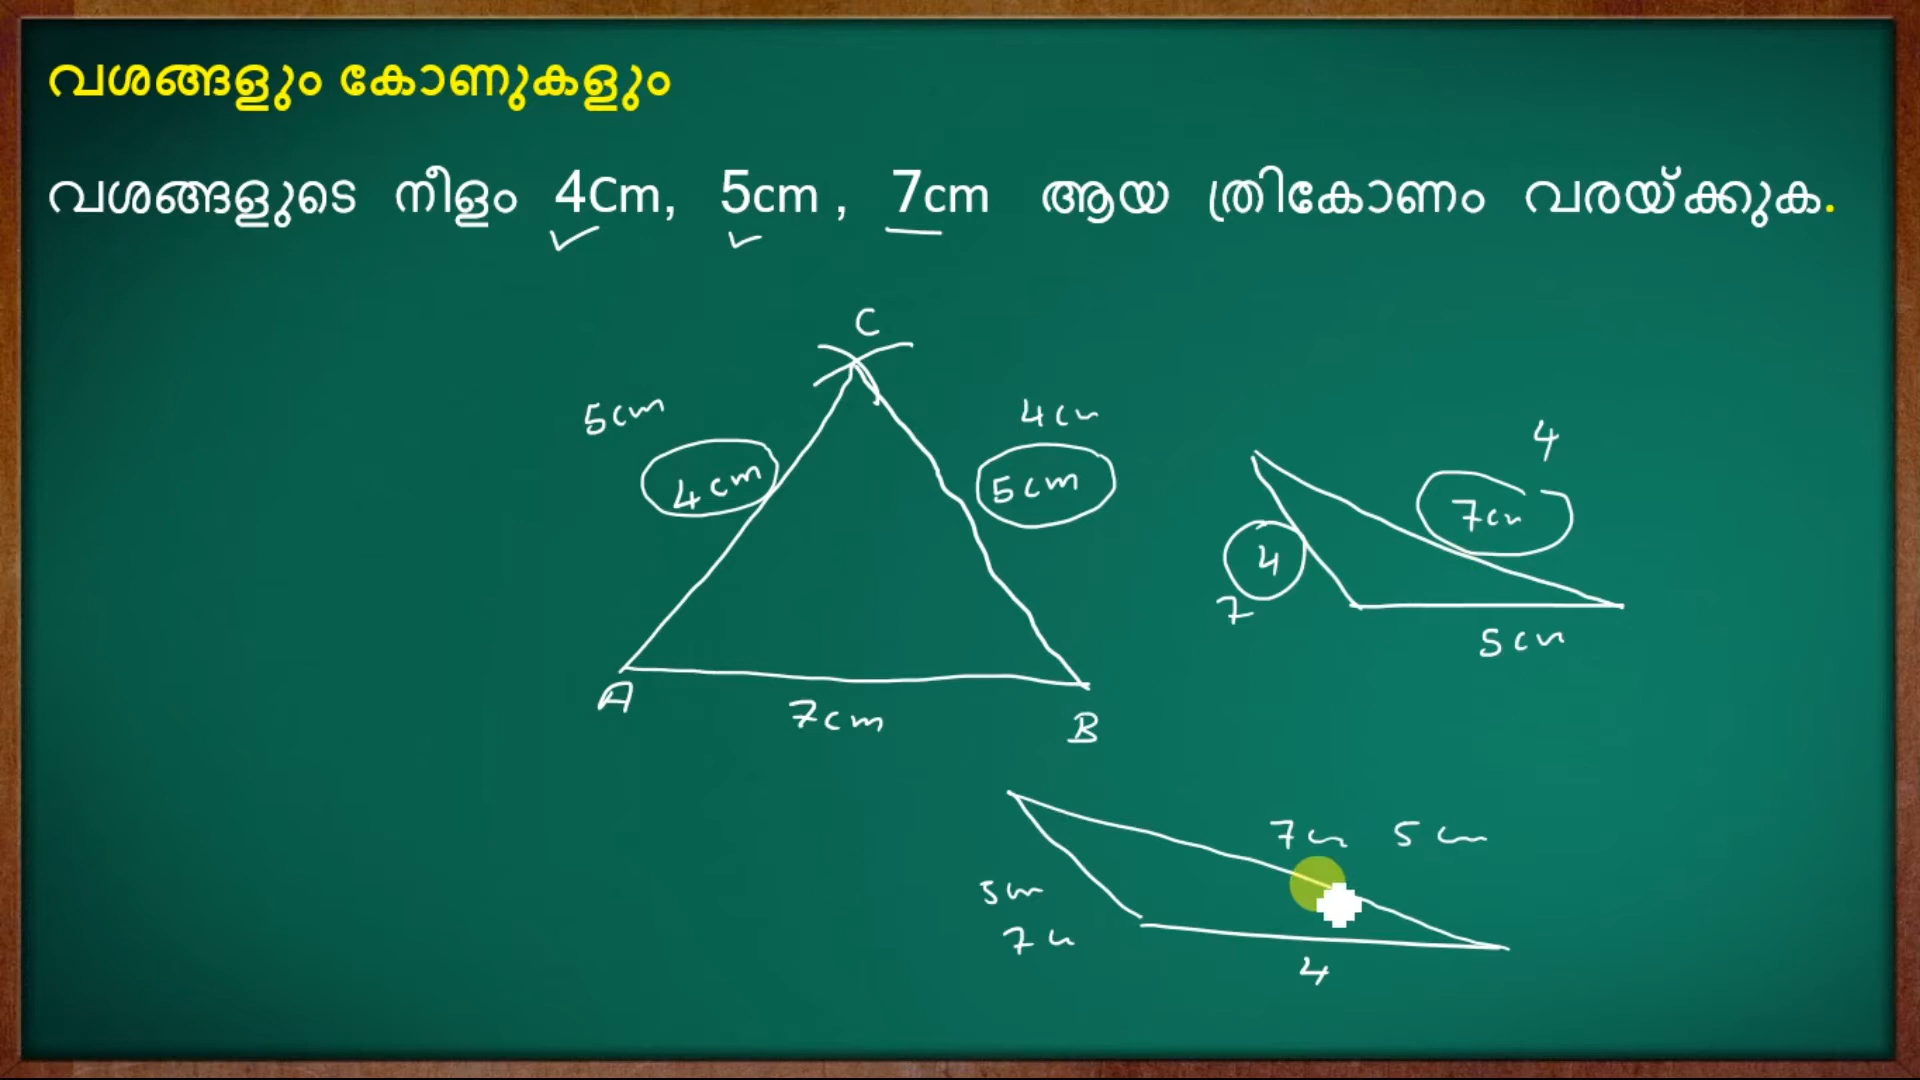 വശങ്ങളും കോണുകളും
വശങ്ങളുടെ നീളം 4Cm, 5cm , 7cm ആയ ത്രികോണം വരയ്ക്കുക.
C
5cm
4cm
4cm
5cm
4
7cm
4
7
5cm
A
7cm
B
7cm 5cm
5cm
7cm
4